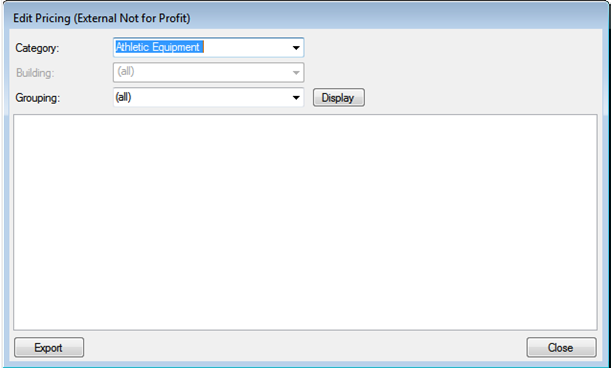 Edit Pricing (External Not for Profit)
Category: Athletic Equipment
Building: (all)
Grouping: (all) Display
Export Close